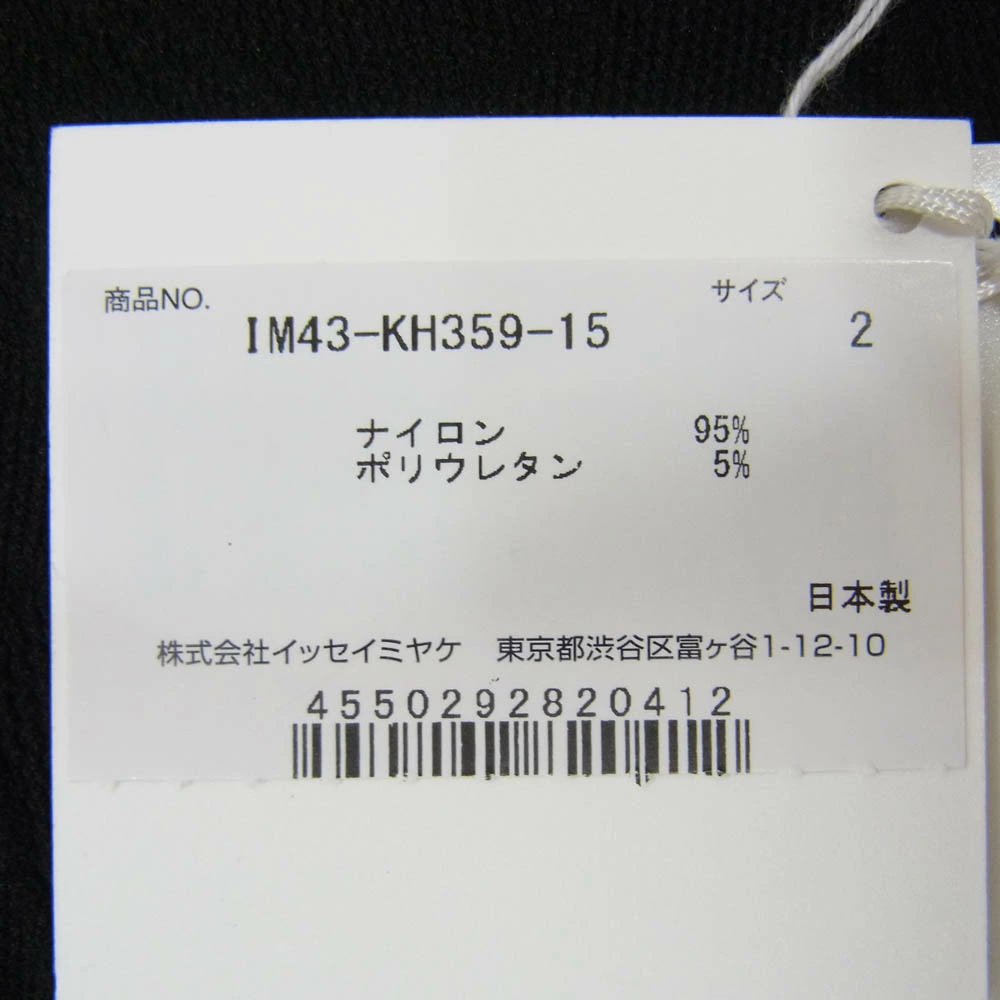 商品NO. サイズ
IM43-KH359-15 2
ナイロン 95%
ポリウレタン 5%
日本製
株式会社イッセイミヤケ 東京都渋谷区富ヶ谷1-12-10
4550292820412